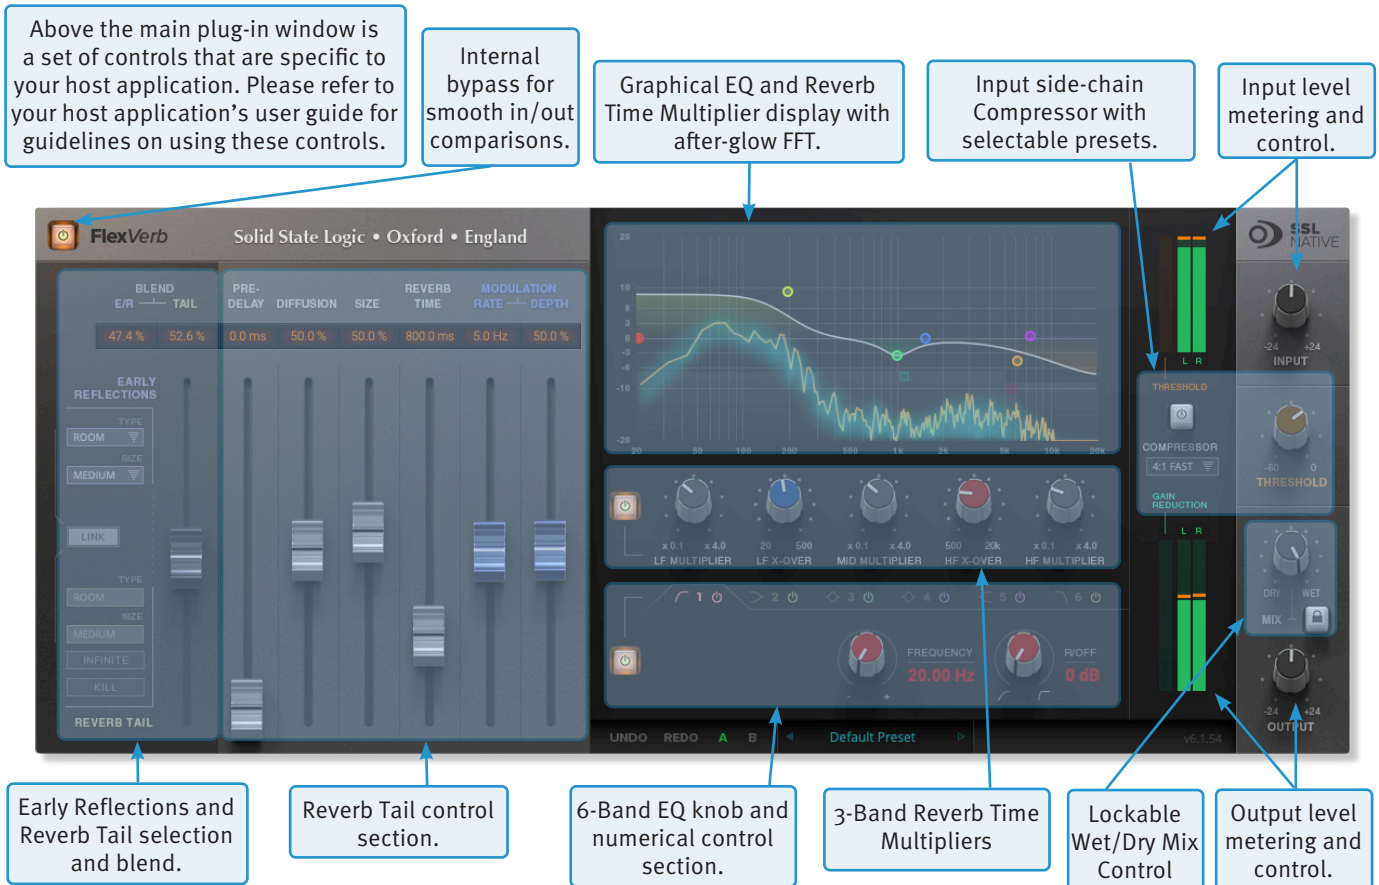 Above the main plug-in window is
a set of controls that are specific to
your host application. Please refer to
your host application's user guide for
guidelines on using these controls.
Internal
bypass for
smooth in/out
comparisons.
Graphical EQ and Reverb
Time Multiplier display with
after-glow FFT.
Input side-chain
Compressor with
selectable presets.
Input level
metering and
control.
FlexVerb
Solid State Logic • Oxford • England
SSL
NATIVE
BLEND
E/R TAIL
PRE-
DELAY DIFFUSION SIZE
REVERB
TIME
MODULATION
RATE DEPTH
47.4 % 52.6 % 0.0 ms 50.0 % 50.0 % 800.0 ms 5.0 Hz 50.0 %
EARLY
REFLECTIONS
TYPE
ROOM
SIZE
MEDIUM
LINK
TYPE
ROOM
SIZE
MEDIUM
INFINITE
KILL
REVERB TAIL
20
10
6
3
0
-3
-6
-10
-20
20 50 100 200 500 1k 2k 5k 10k 20k
x 0.1 x 4.0
LF MULTIPLIER
20 500
LF X-OVER
x 0.1 x 4.0
MID MULTIPLIER
500 20k
HF X-OVER
x 0.1 x 4.0
HF MULTIPLIER
1 2 3 4 5 6
FREQUENCY
20.00 Hz
- +
R/OFF
0 dB
UNDO REDO A B Default Preset v6.1.54
L R
THRESHOLD
COMPRESSOR
4:1 FAST
GAIN
REDUCTION
L R
-24 +24
INPUT
-60 0
THRESHOLD
DRY WET
MIX
-24 +24
OUTPUT
Early Reflections and
Reverb Tail selection
and blend.
Reverb Tail control
section.
6-Band EQ knob and
numerical control
section.
3-Band Reverb Time
Multipliers
Lockable
Wet/Dry Mix
Control
Output level
metering and
control.